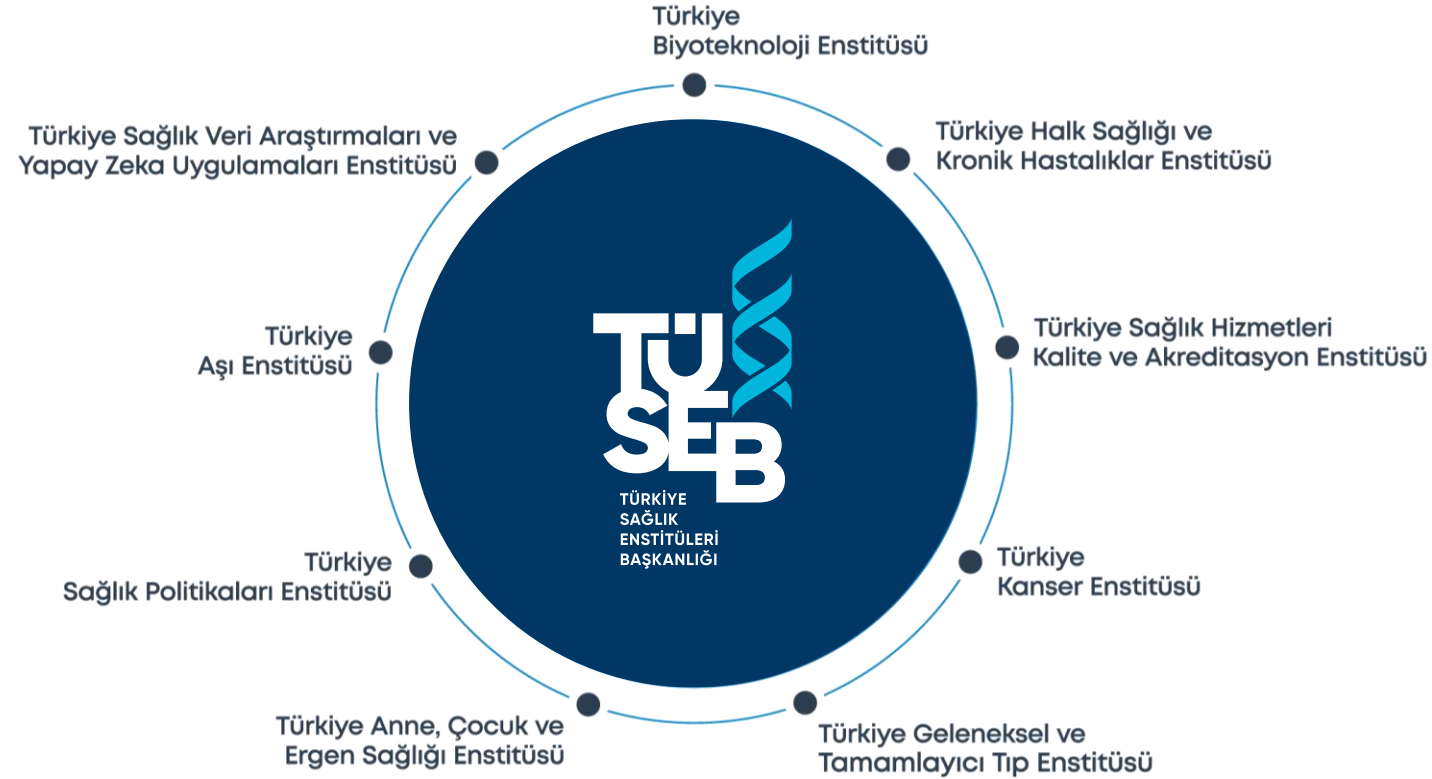 Türkiye
Biyoteknoloji Enstitüsü
Türkiye Sağlık Veri Araştırmaları ve
Yapay Zeka Uygulamaları Enstitüsü
Türkiye Halk Sağlığı ve
Kronik Hastalıklar Enstitüsü
Türkiye
Aşı Enstitüsü
Türkiye Sağlık Hizmetleri
Kalite ve Akreditasyon Enstitüsü
TÜ
SEB
TÜRKİYE
SAĞLIK
ENSTİTÜLERİ
BAŞKANLIĞI
Türkiye
Sağlık Politikaları Enstitüsü
Türkiye
Kanser Enstitüsü
Türkiye Anne, Çocuk ve
Ergen Sağlığı Enstitüsü
Türkiye Geleneksel ve
Tamamlayıcı Tıp Enstitüsü